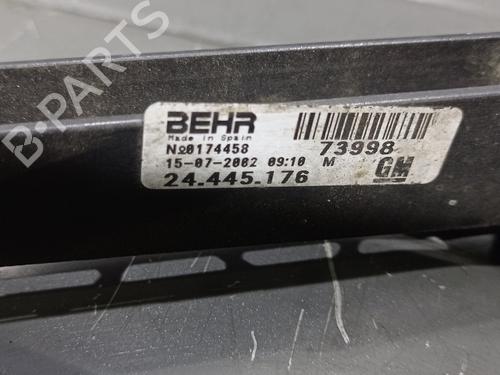 BEHR
Made in Spain
73998
No0174458
15-07-2002 09:10 M
24.445.176
GM
B PARTS